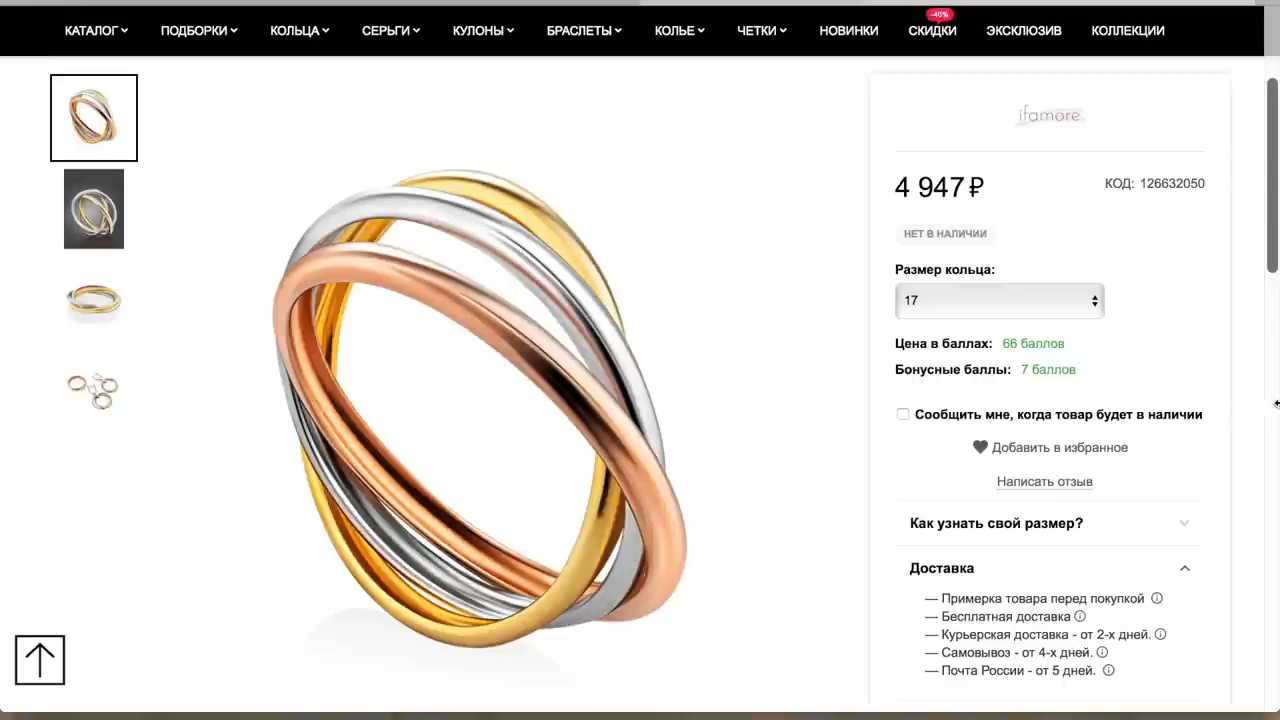 -40%
КАТАЛОГ ПОДБОРКИ КОЛЬЦА СЕРЬГИ КУЛОНЫ БРАСЛЕТЫ КОЛЬЕ ЧЕТКИ НОВИНКИ СКИДКИ ЭКСКЛЮЗИВ КОЛЛЕКЦИИ
ifamore
4 947 ₽
КОД: 126632050
НЕТ В НАЛИЧИИ
Размер кольца:
17
Цена в баллах: 66 баллов
Бонусные баллы: 7 баллов
Сообщить мне, когда товар будет в наличии
Добавить в избранное
Написать отзыв
Как узнать свой размер?
Доставка
— Примерка товара перед покупкой
— Бесплатная доставка
— Курьерская доставка - от 2-х дней.
— Самовывоз - от 4-х дней.
— Почта России - от 5 дней.